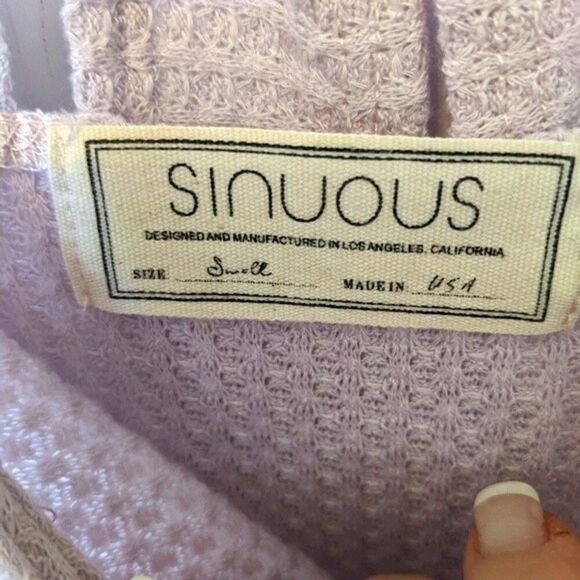 SINUOUS
DESIGNED AND MANUFACTURED IN LOS ANGELES, CALIFORNIA
SIZE Small MADE IN USA